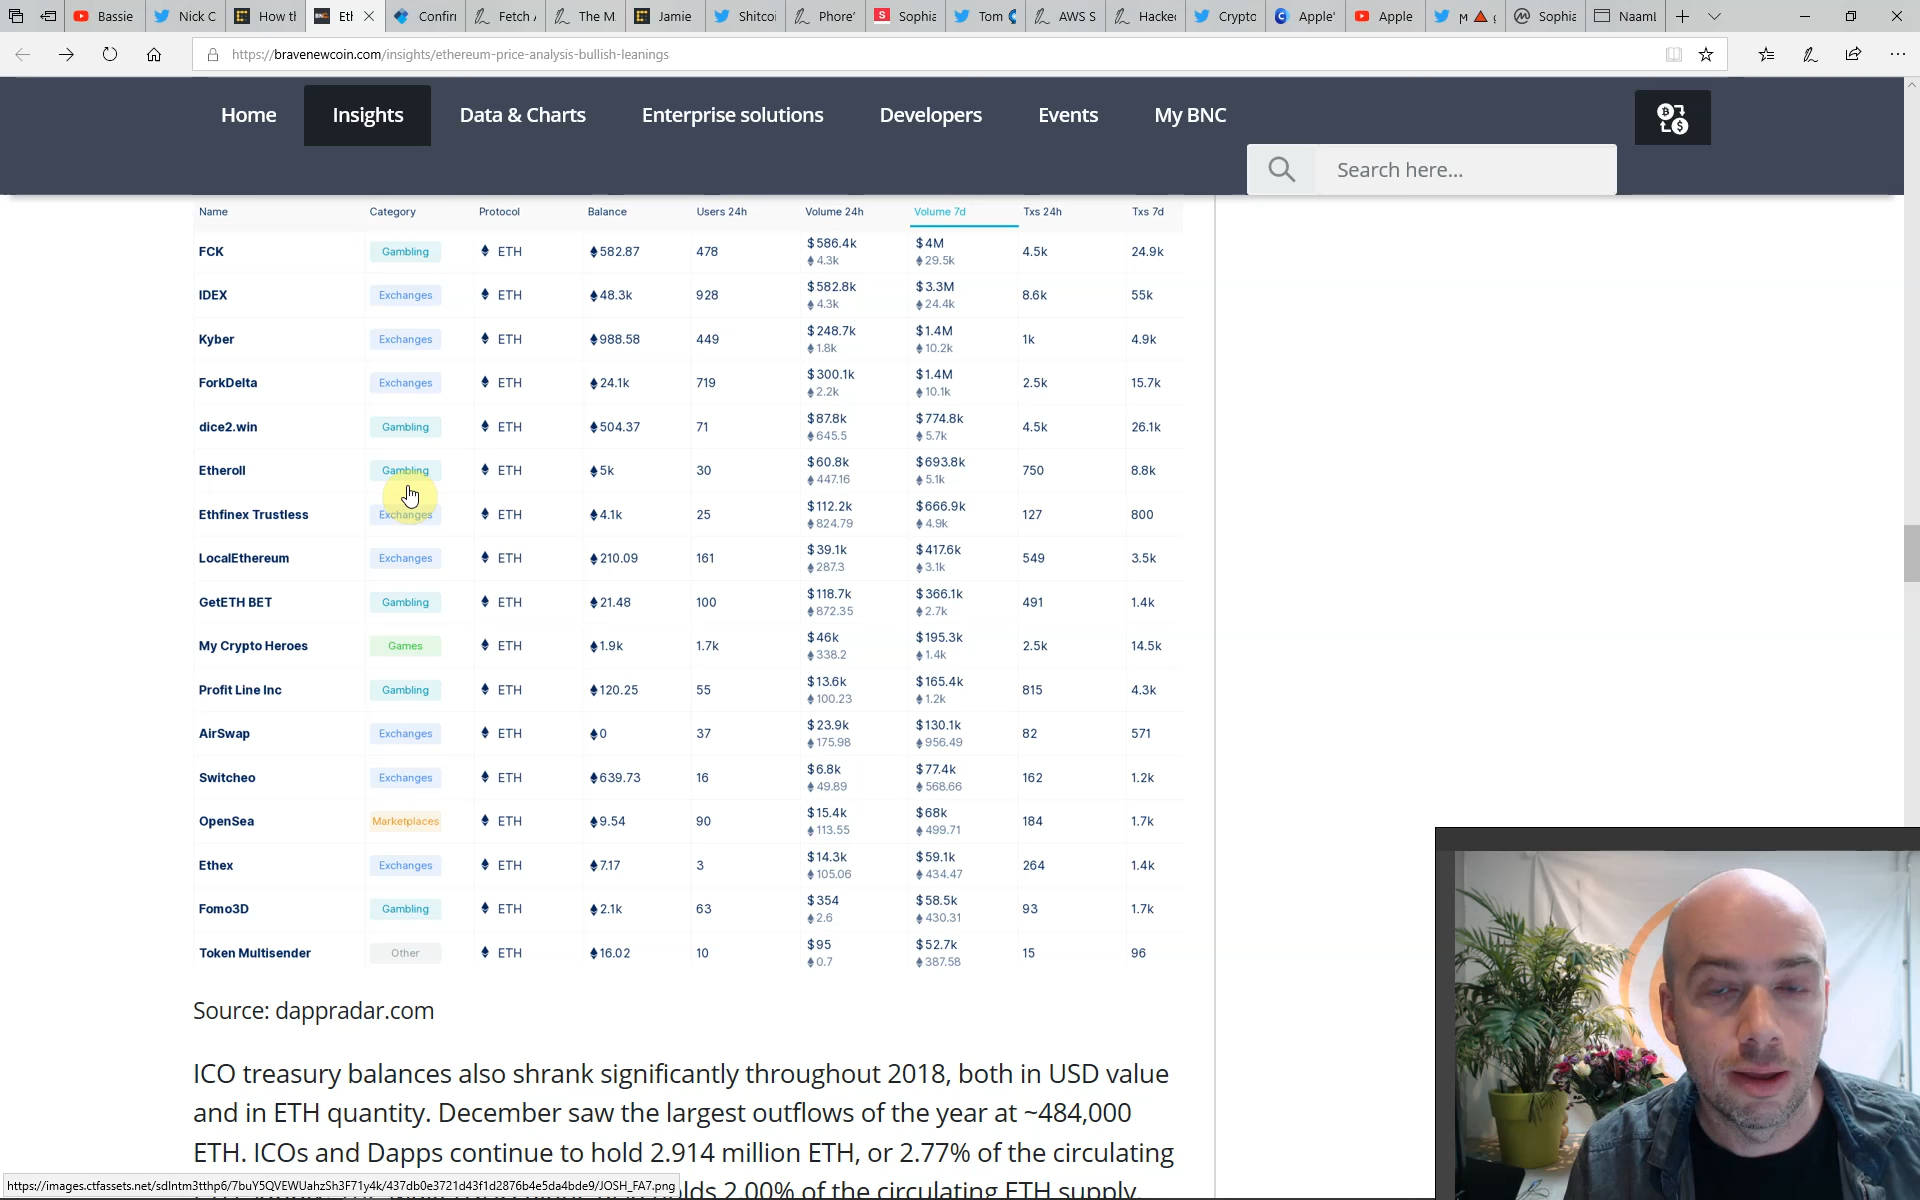 Bassie
Nick C
How th
Eth
Confirm
Fetch A
The M
Jamie
Shitcoi
Phore'
Sophia
Tom
AWS S
Hacke
Crypto
Apple'
Apple
M
Sophia
Naaml
https://bravenewcoin.com/insights/ethereum-price-analysis-bullish-leanings
Home Insights Data & Charts Enterprise solutions Developers Events My BNC
Search here...
Name Category Protocol Balance Users 24h Volume 24h Volume 7d Txs 24h Txs 7d
FCK Gambling ETH 582.87 478 $586.4k $4M 4.5k 24.9k
4.3k 29.5k
IDEX Exchanges ETH 48.3k 928 $582.8k $3.3M 8.6k 55k
4.3k 24.4k
Kyber Exchanges ETH 988.58 449 $248.7k $1.4M 1k 4.9k
1.8k 10.2k
ForkDelta Exchanges ETH 24.1k 719 $300.1k $1.4M 2.5k 15.7k
2.2k 10.1k
dice2.win Gambling ETH 504.37 71 $87.8k $774.8k 4.5k 26.1k
645.5 5.7k
Etheroll Gambling ETH 5k 30 $60.8k $693.8k 750 8.8k
447.16 5.1k
Ethfinex Trustless Exchanges ETH 4.1k 25 $112.2k $666.9k 127 800
824.79 4.9k
LocalEthereum Exchanges ETH 210.09 161 $39.1k $417.6k 549 3.5k
287.3 3.1k
GetETH BET Gambling ETH 21.48 100 $118.7k $366.1k 491 1.4k
872.35 2.7k
My Crypto Heroes Games ETH 1.9k 1.7k $46k $195.3k 2.5k 14.5k
338.2 1.4k
Profit Line Inc Gambling ETH 120.25 55 $13.6k $165.4k 815 4.3k
100.23 1.2k
AirSwap Exchanges ETH 0 37 $23.9k $130.1k 82 571
175.98 956.49
Switcheo Exchanges ETH 639.73 16 $6.8k $77.4k 162 1.2k
49.89 568.66
OpenSea Marketplaces ETH 9.54 90 $15.4k $68k 184 1.7k
113.55 499.71
Ethex Exchanges ETH 7.17 3 $14.3k $59.1k 264 1.4k
105.06 434.47
Fomo3D Gambling ETH 2.1k 63 $354 $58.5k 93 1.7k
2.6 430.31
Token Multisender Other ETH 16.02 10 $95 $52.7k 15 96
0.7 387.58
Source: dappradar.com
ICO treasury balances also shrank significantly throughout 2018, both in USD value
and in ETH quantity. December saw the largest outflows of the year at ~484,000
ETH. ICOs and Dapps continue to hold 2.914 million ETH, or 2.77% of the circulating
holds 2.00% of the circulating ETH supply.
https://images.ctfassets.net/sdlntm3tthp6/7buY5QVEWUahzSh3F71y4k/437db0e3721d43f1d2876b4e5da4bde9/JOSH_FA7.png